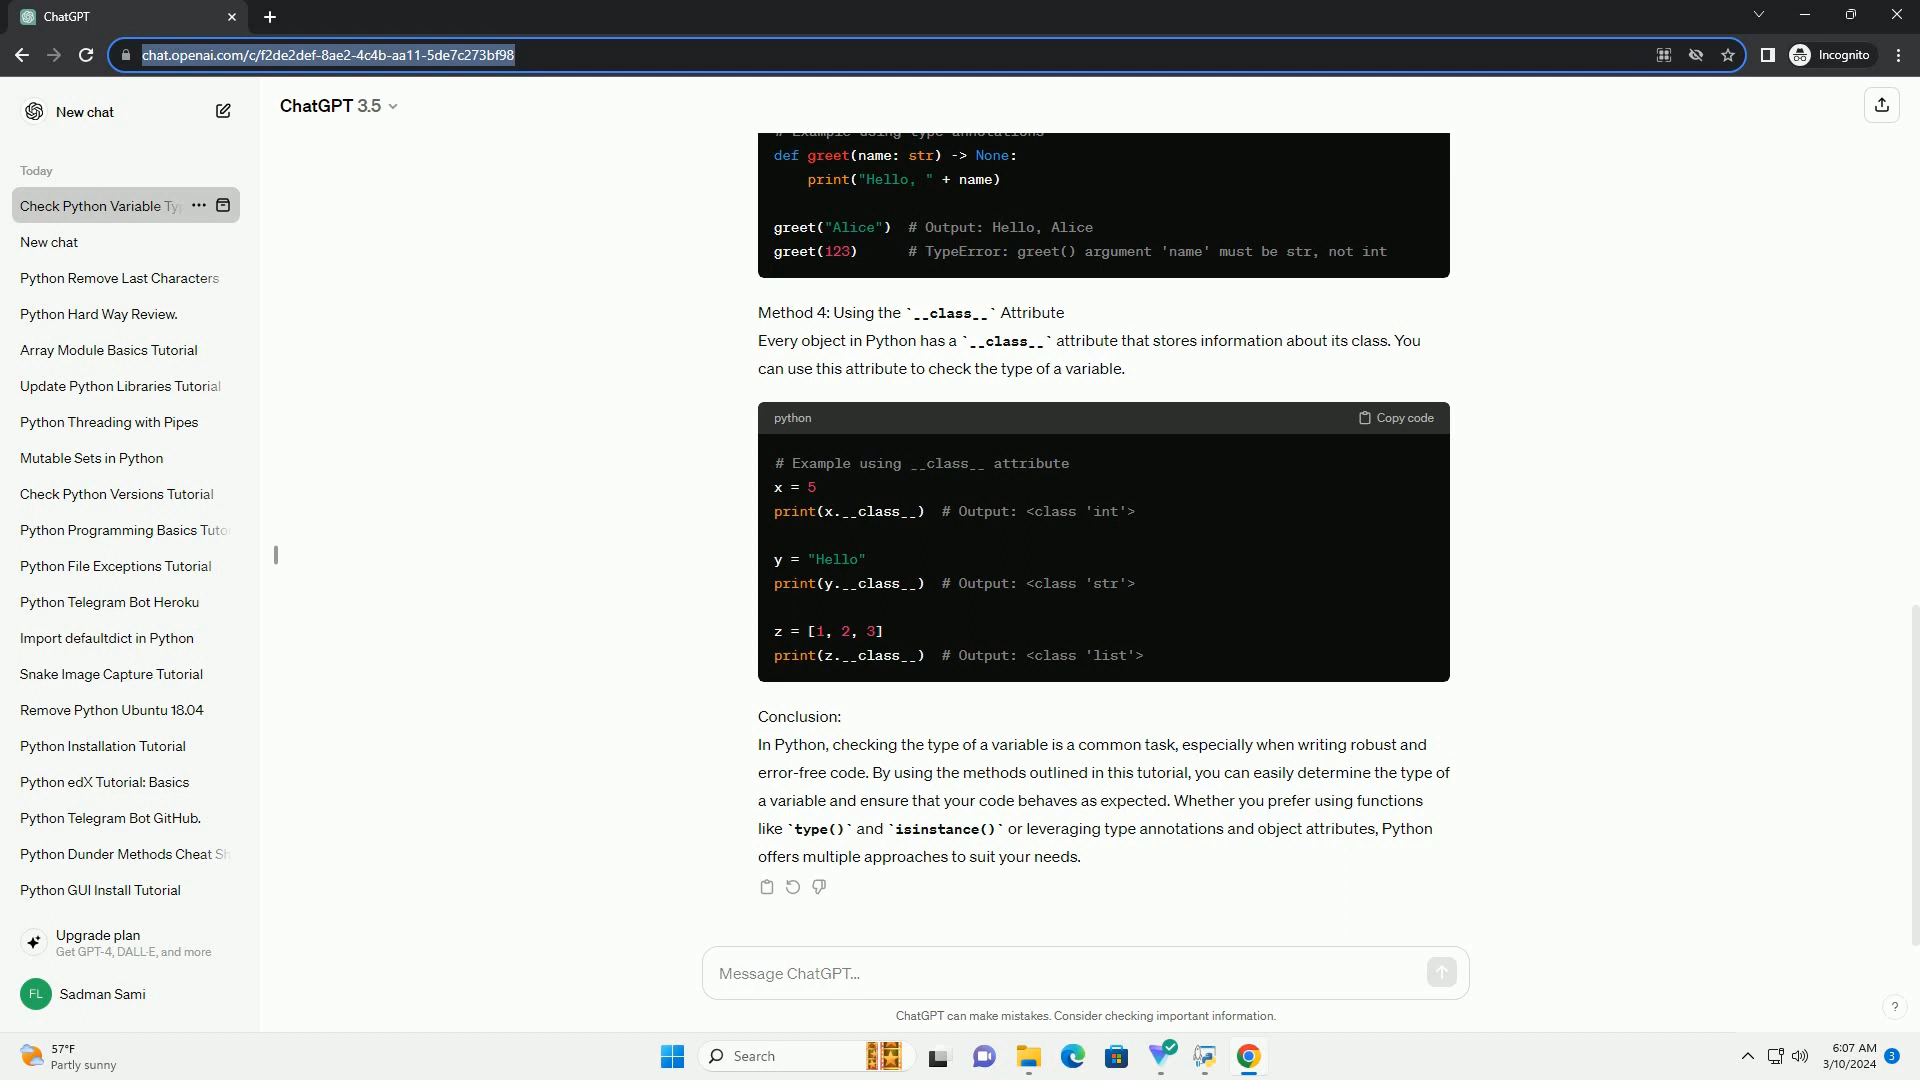 ChatGPT
chat.openai.com/c/f2de2def-8ae2-4c4b-aa11-5de7c273bf98
Incognito
New chat
ChatGPT 3.5
Today
Check Python Variable Ty
New chat
Python Remove Last Characters
Python Hard Way Review.
Array Module Basics Tutorial
Update Python Libraries Tutorial
Python Threading with Pipes
Mutable Sets in Python
Check Python Versions Tutorial
Python Programming Basics Tuto
Python File Exceptions Tutorial
Python Telegram Bot Heroku
Import defaultdict in Python
Snake Image Capture Tutorial
Remove Python Ubuntu 18.04
Python Installation Tutorial
Python edX Tutorial: Basics
Python Telegram Bot GitHub.
Python Dunder Methods Cheat Sh
Python GUI Install Tutorial
Upgrade plan
Get GPT-4, DALL·E, and more
FL
Sadman Sami
# Example using type annotations
def greet(name: str) -> None:
print("Hello, " + name)
greet("Alice")  # Output: Hello, Alice
greet(123)      # TypeError: greet() argument 'name' must be str, not int
Method 4: Using the `__class__` Attribute
Every object in Python has a `__class__` attribute that stores information about its class. You
can use this attribute to check the type of a variable.
python
Copy code
# Example using __class__ attribute
x = 5
print(x.__class__)  # Output: <class 'int'>
y = "Hello"
print(y.__class__)  # Output: <class 'str'>
z = [1, 2, 3]
print(z.__class__)  # Output: <class 'list'>
Conclusion:
In Python, checking the type of a variable is a common task, especially when writing robust and
error-free code. By using the methods outlined in this tutorial, you can easily determine the type of
a variable and ensure that your code behaves as expected. Whether you prefer using functions
like `type()` and `isinstance()` or leveraging type annotations and object attributes, Python
offers multiple approaches to suit your needs.
Message ChatGPT...
ChatGPT can make mistakes. Consider checking important information.
?
57°F
Partly sunny
Search
6:07 AM
3/10/2024
3